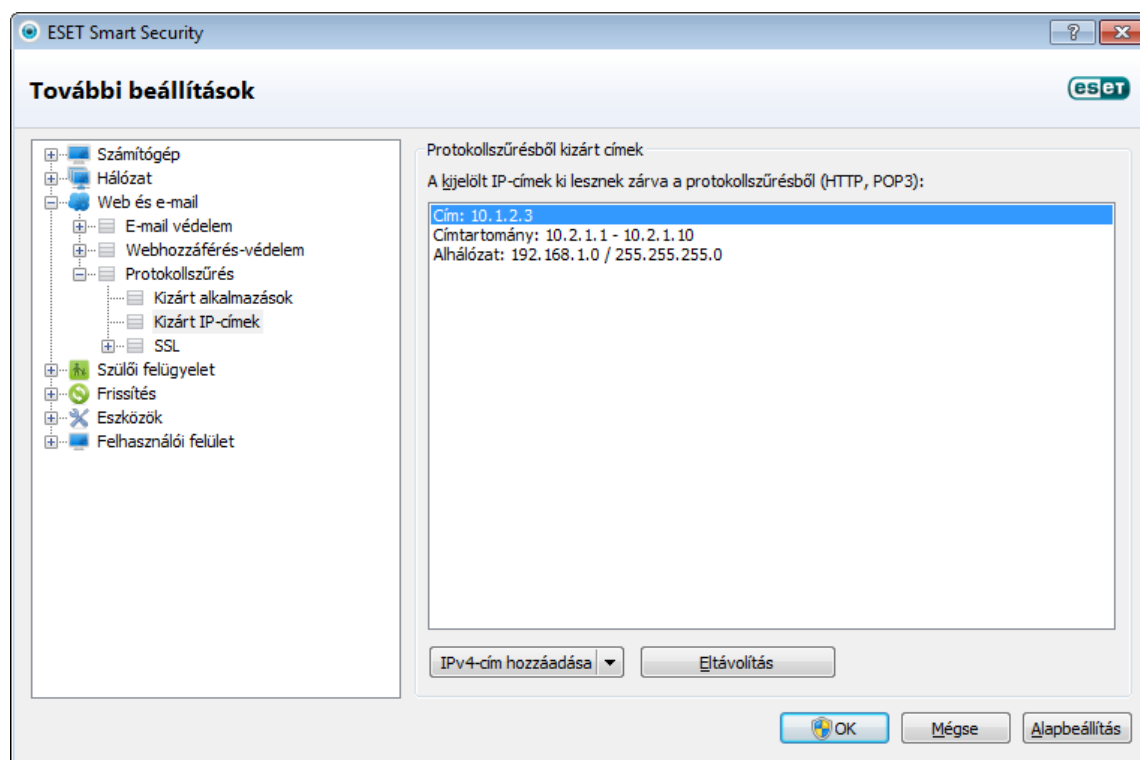 ESET Smart Security
További beállítások
eseT
Számítógép
Hálózat
Web és e-mail
E-mail védelem
Webhozzáférés-védelem
Protokollszűrés
Kizárt alkalmazások
Kizárt IP-címek
SSL
Szülői felügyelet
Frissítés
Eszközök
Felhasználói felület
Protokollszűrésből kizárt címek
A kijelölt IP-címek ki lesznek zárva a protokollszűrésből (HTTP, POP3):
Cím: 10.1.2.3
Címtartomány: 10.2.1.1 - 10.2.1.10
Alhálózat: 192.168.1.0 / 255.255.255.0
IPv4-cím hozzáadása
Eltávolítás
OK
Mégse
Alapbeállítás